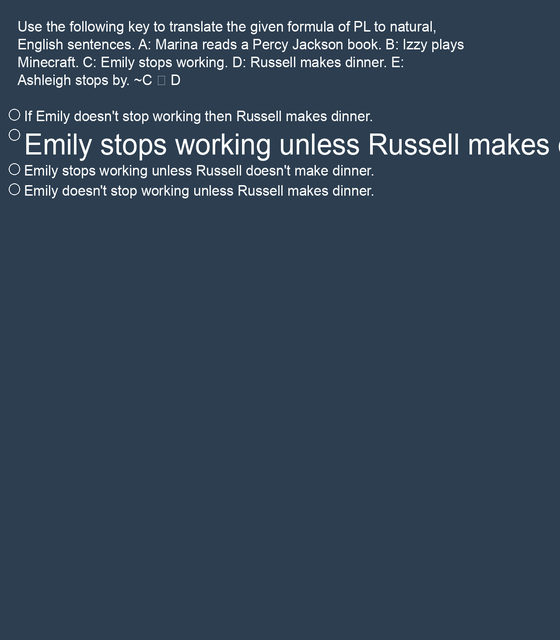 Use the following key to translate the given formula of PL to natural,
English sentences. A: Marina reads a Percy Jackson book. B: Izzy plays
Minecraft. C: Emily stops working. D: Russell makes dinner. E:
Ashleigh stops by. ~C D
If Emily doesn't stop working then Russell makes dinner.
Emily stops working unless Russell makes
Emily stops working unless Russell doesn't make dinner.
Emily doesn't stop working unless Russell makes dinner.